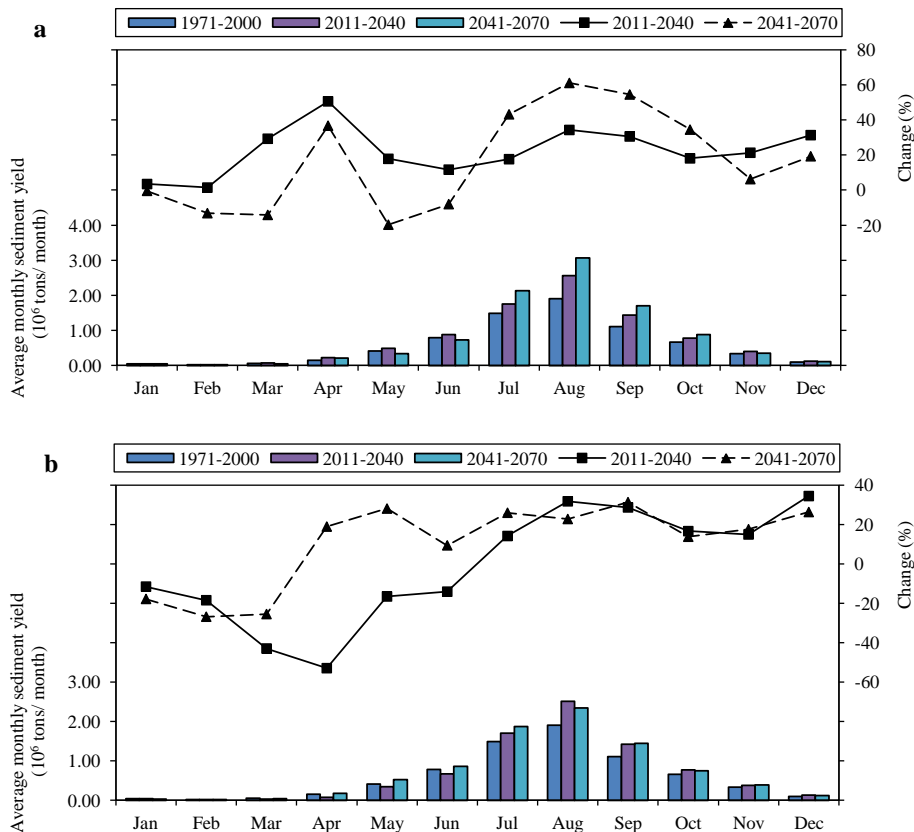 a
1971-2000 2011-2040 2041-2070 2011-2040 2041-2070
80
60
40
20
0
-20
Change (%)
4.00
3.00
2.00
1.00
0.00
Average monthly sediment yield
(10⁶ tons/ month)
Jan Feb Mar Apr May Jun Jul Aug Sep Oct Nov Dec
b
1971-2000 2011-2040 2041-2070 2011-2040 2041-2070
40
20
0
-20
-40
-60
Change (%)
3.00
2.00
1.00
0.00
Average monthly sediment yield
(10⁶ tons/ month)
Jan Feb Mar Apr May Jun Jul Aug Sep Oct Nov Dec